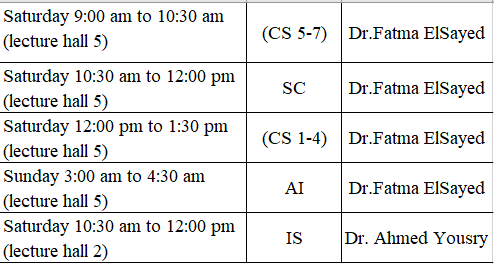 Saturday 9:00 am to 10:30 am
(lecture hall 5)
(CS 5-7)
Dr.Fatma ElSayed
Saturday 10:30 am to 12:00 pm
(lecture hall 5)
SC
Dr.Fatma ElSayed
Saturday 12:00 pm to 1:30 pm
(lecture hall 5)
(CS 1-4)
Dr.Fatma ElSayed
Sunday 3:00 am to 4:30 am
(lecture hall 5)
AI
Dr.Fatma ElSayed
Saturday 10:30 am to 12:00 pm
(lecture hall 2)
IS
Dr. Ahmed Yousry